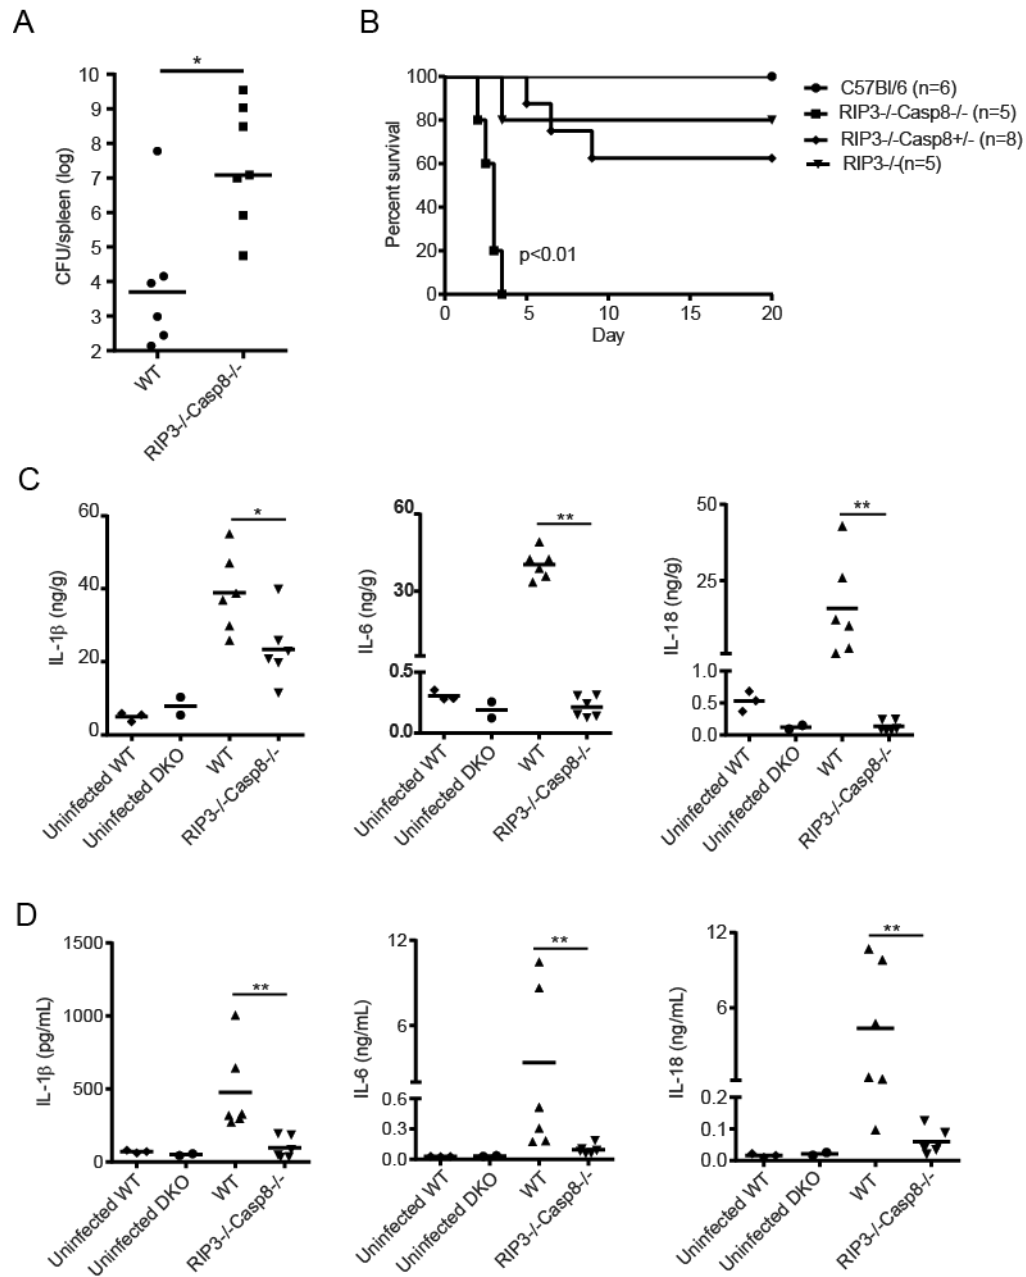 A
*
CFU/spleen (log)
10
9
8
7
6
5
4
3
2
WT
RIP3-/-Casp8-/-
B
Percent survival
100
80
60
40
20
0
p<0.01
0 5 10 15 20
Day
C57Bl/6 (n=6)
RIP3-/-Casp8-/- (n=5)
RIP3-/-Casp8+/- (n=8)
RIP3-/-(n=5)
C
IL-1β (ng/g)
60
40
20
0
*
Uninfected WT
Uninfected DKO
WT
RIP3-/-Casp8-/-
IL-6 (ng/g)
60
30
0.5
0.0
**
Uninfected WT
Uninfected DKO
WT
RIP3-/-Casp8-/-
IL-18 (ng/g)
50
25
1.0
0.5
0.0
**
Uninfected WT
Uninfected DKO
WT
RIP3-/-Casp8-/-
D
IL-1β (pg/mL)
1500
1000
500
0
**
Uninfected WT
Uninfected DKO
WT
RIP3-/-Casp8-/-
IL-6 (ng/mL)
12
6
0.6
0.3
0.0
**
Uninfected WT
Uninfected DKO
WT
RIP3-/-Casp8-/-
IL-18 (ng/mL)
12
6
0.2
0.1
0.0
**
Uninfected WT
Uninfected DKO
WT
RIP3-/-Casp8-/-